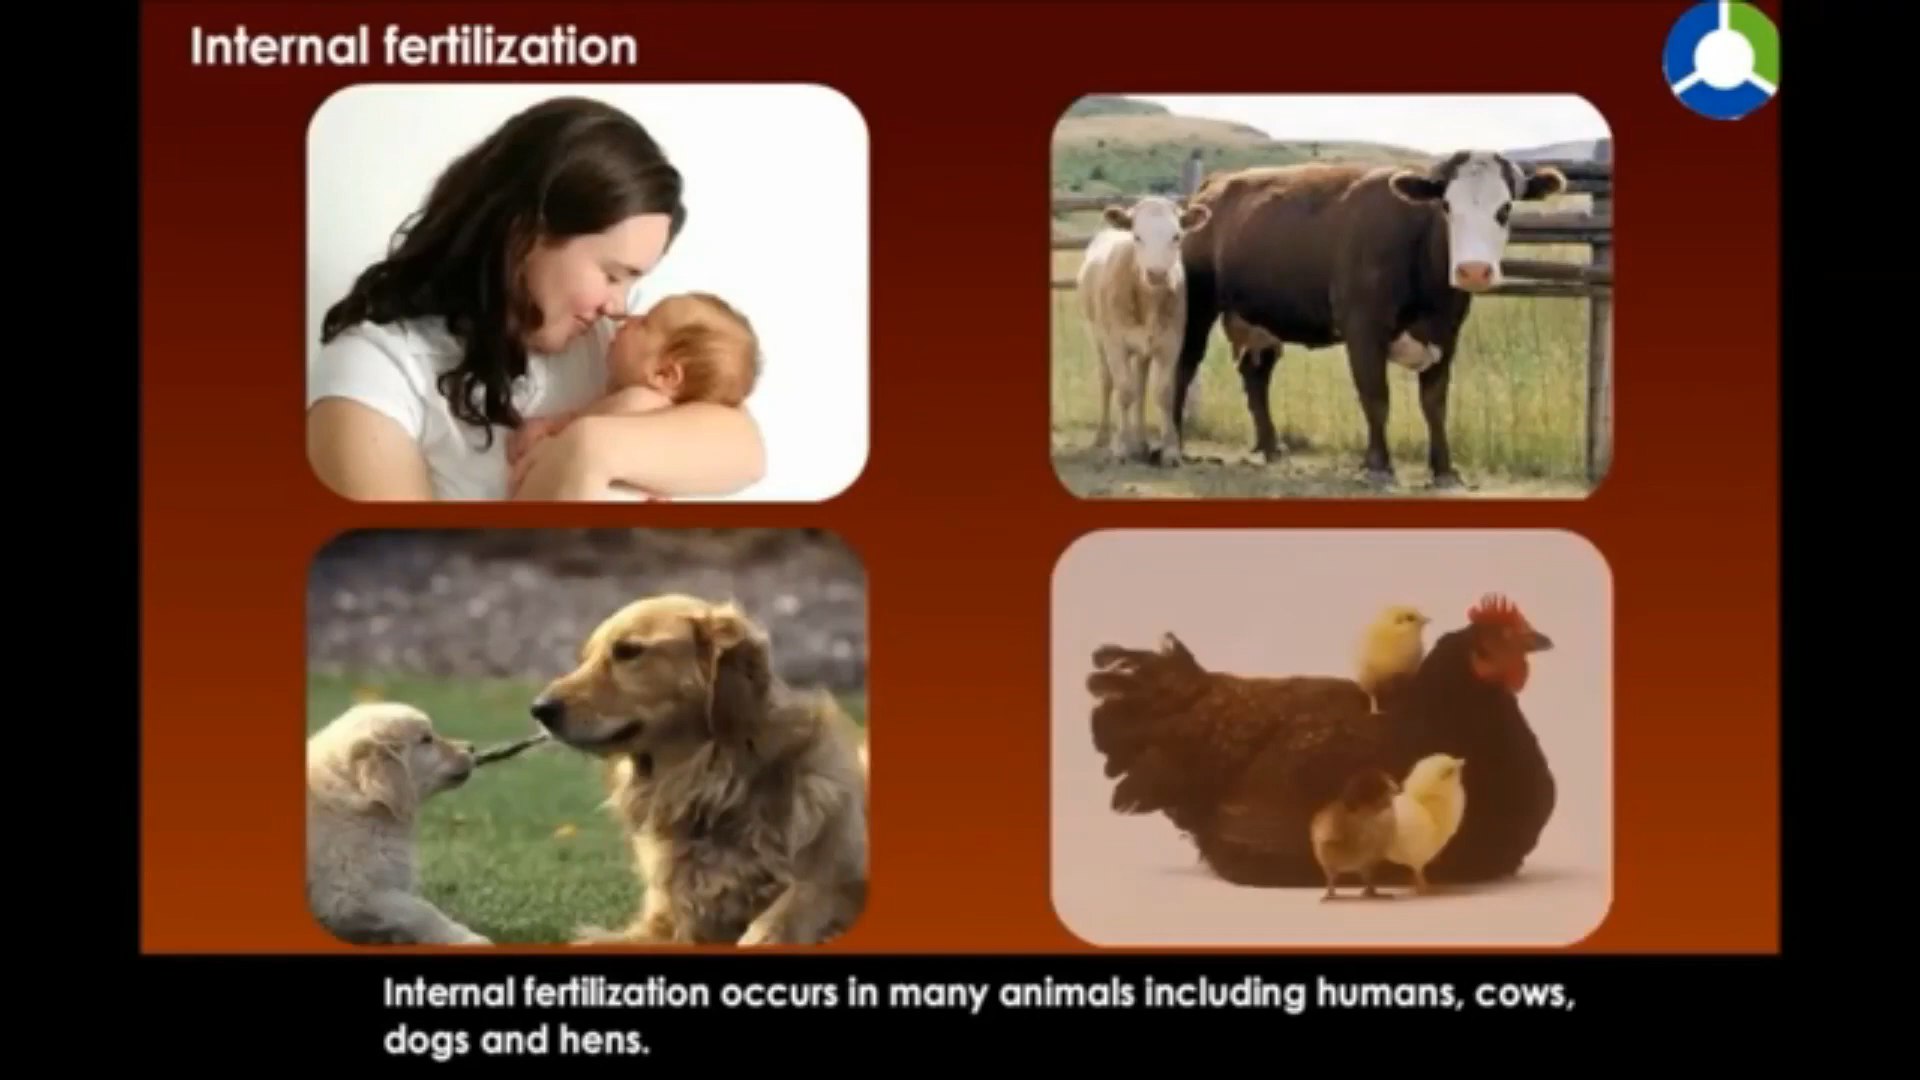 Internal fertilization
Internal fertilization occurs in many animals including humans, cows,
dogs and hens.